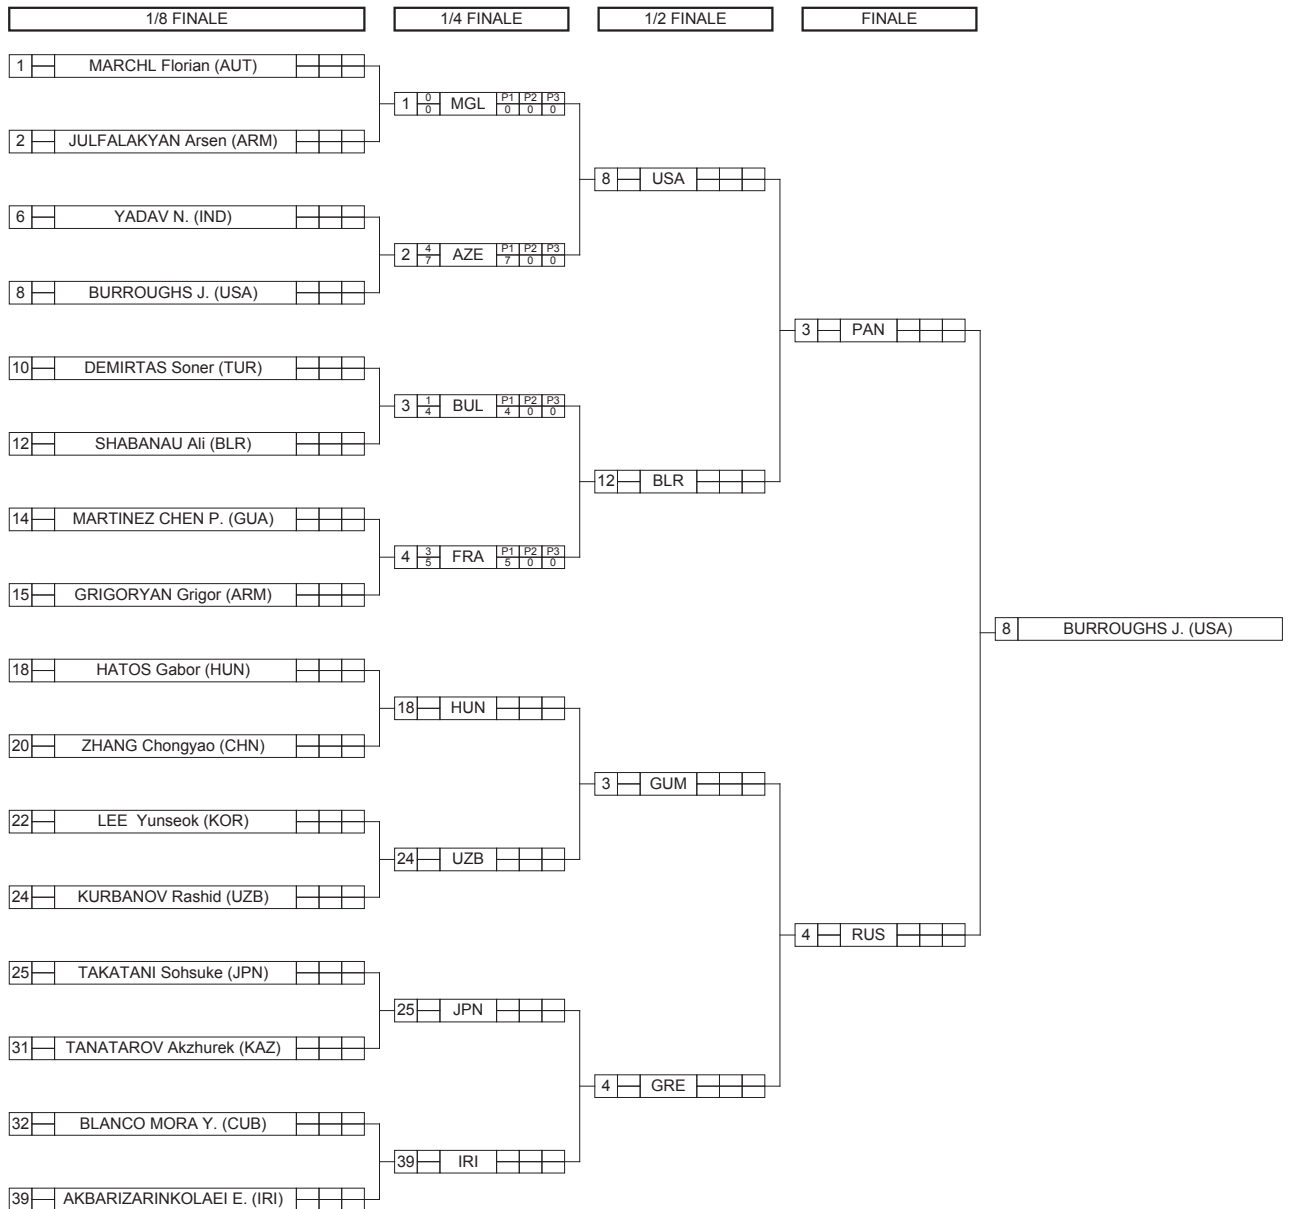 1/8 FINALE
1/4 FINALE
1/2 FINALE
FINALE
1 MARCHL Florian (AUT)
2 JULFALAKYAN Arsen (ARM)
6 YADAV N. (IND)
8 BURROUGHS J. (USA)
10 DEMIRTAS Soner (TUR)
12 SHABANAU Ali (BLR)
14 MARTINEZ CHEN P. (GUA)
15 GRIGORYAN Grigor (ARM)
18 HATOS Gabor (HUN)
20 ZHANG Chongyao (CHN)
22 LEE Yunseok (KOR)
24 KURBANOV Rashid (UZB)
25 TAKATANI Sohsuke (JPN)
31 TANATAROV Akzhurek (KAZ)
32 BLANCO MORA Y. (CUB)
39 AKBARIZARINKOLAEI E. (IRI)
1 0 MGL P1 P2 P3
0 0 0 0
2 4 AZE P1 P2 P3
7 7 0 0
3 1 BUL P1 P2 P3
4 4 0 0
4 3 FRA P1 P2 P3
5 5 0 0
18 HUN
24 UZB
25 JPN
39 IRI
8 USA
12 BLR
3 GUM
4 GRE
3 PAN
4 RUS
8 BURROUGHS J. (USA)